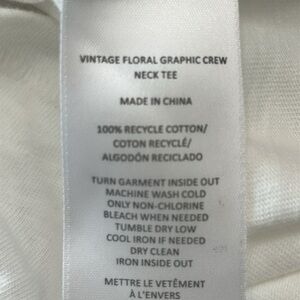 VINTAGE FLORAL GRAPHIC CREW
NECK TEE
MADE IN CHINA
100% RECYCLE COTTON/
COTON RECYCLÉ/
ALGODÓN RECICLADO
TURN GARMENT INSIDE OUT
MACHINE WASH COLD
ONLY NON-CHLORINE
BLEACH WHEN NEEDED
TUMBLE DRY LOW
COOL IRON IF NEEDED
DRY CLEAN
IRON INSIDE OUT
METTRE LE VETÊMENT
À L'ENVERS